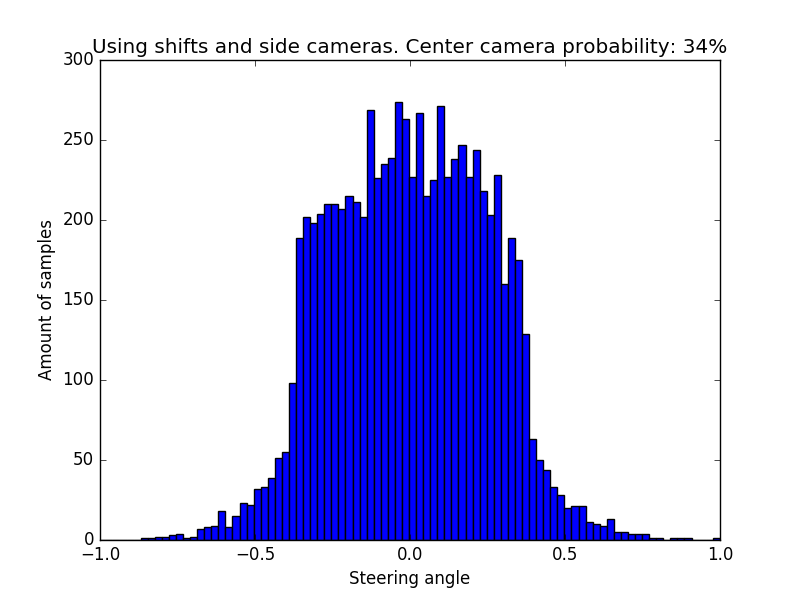 Using shifts and side cameras. Center camera probability: 34%
300
250
200
150
100
50
0
Amount of samples
−1.0 −0.5 0.0 0.5 1.0
Steering angle